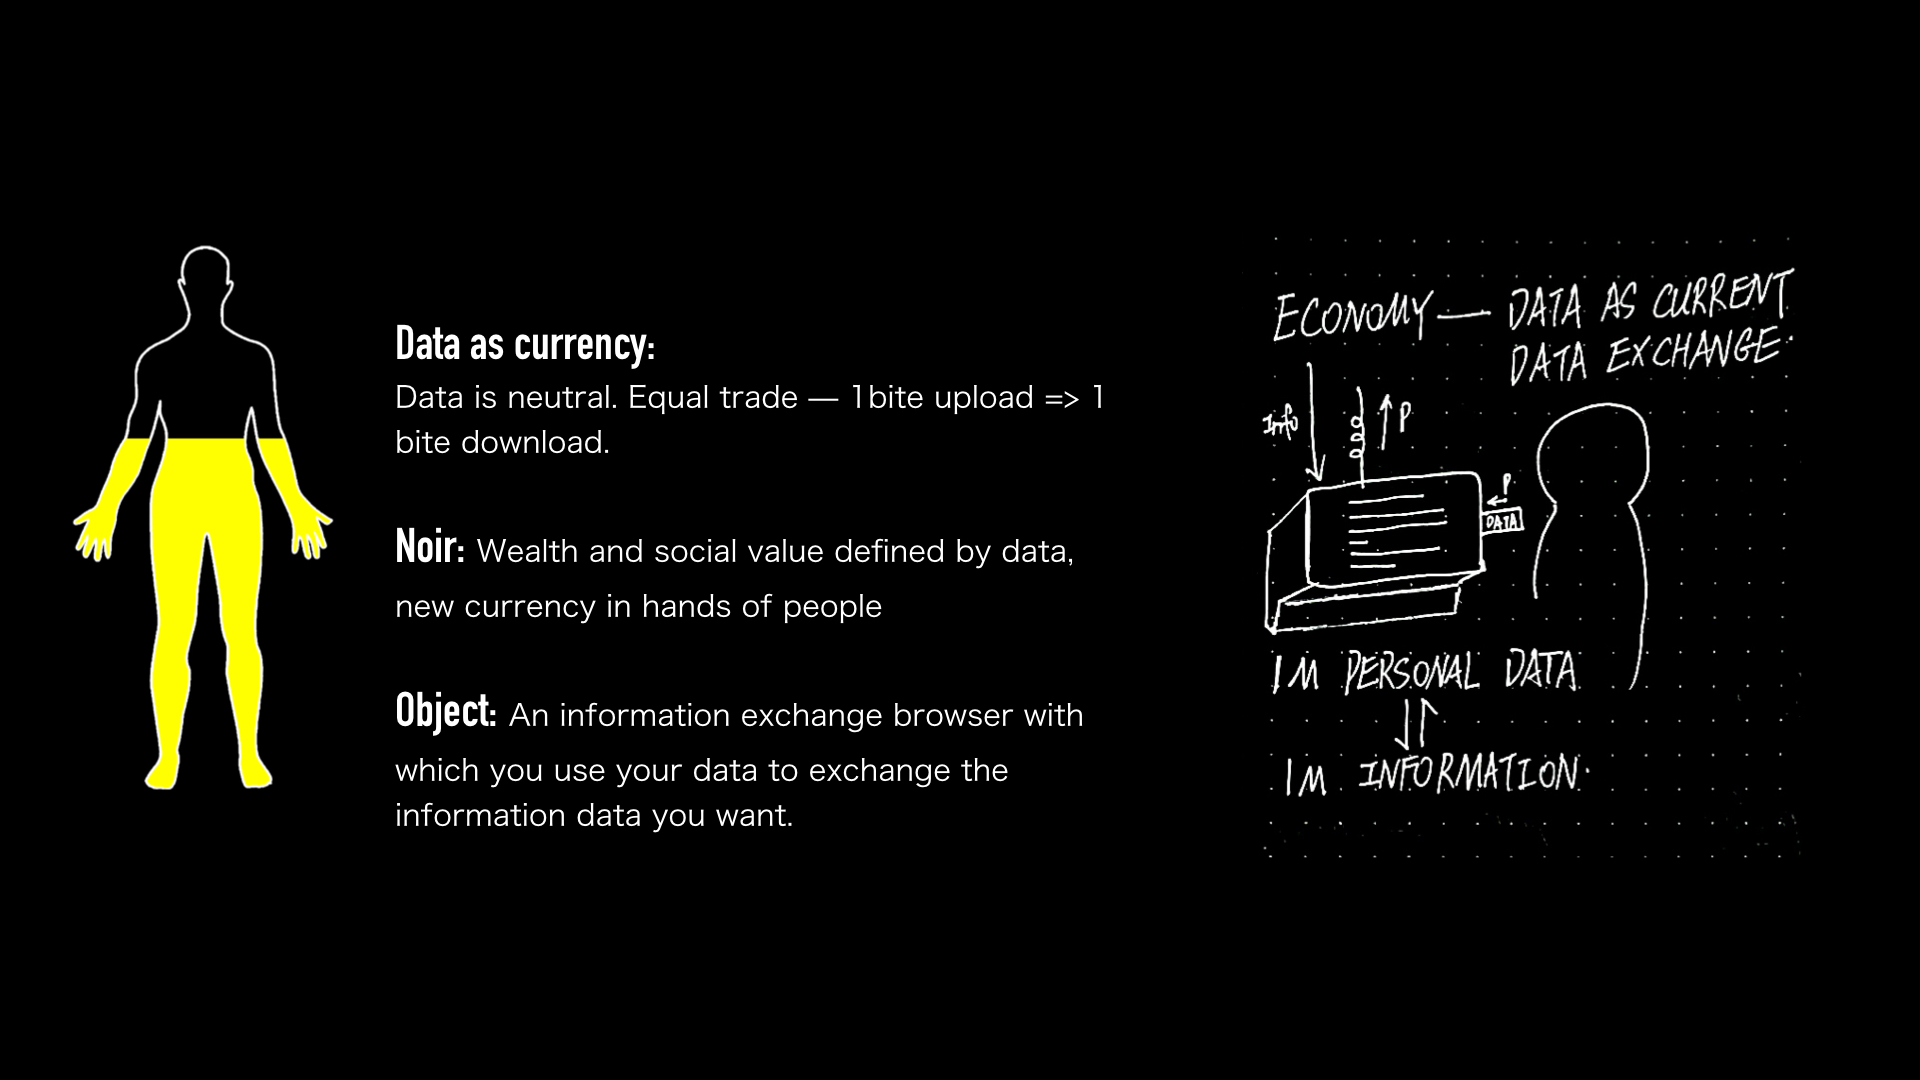 Data as currency:
Data is neutral. Equal trade — 1bite upload => 1
bite download.
Noir: Wealth and social value defined by data,
new currency in hands of people
Object: An information exchange browser with
which you use your data to exchange the
information data you want.
ECONOMY — DATA AS CURRENT
DATA EXCHANGE.
Info
P
P
DATA
1M PERSONAL DATA
1M INFORMATION.